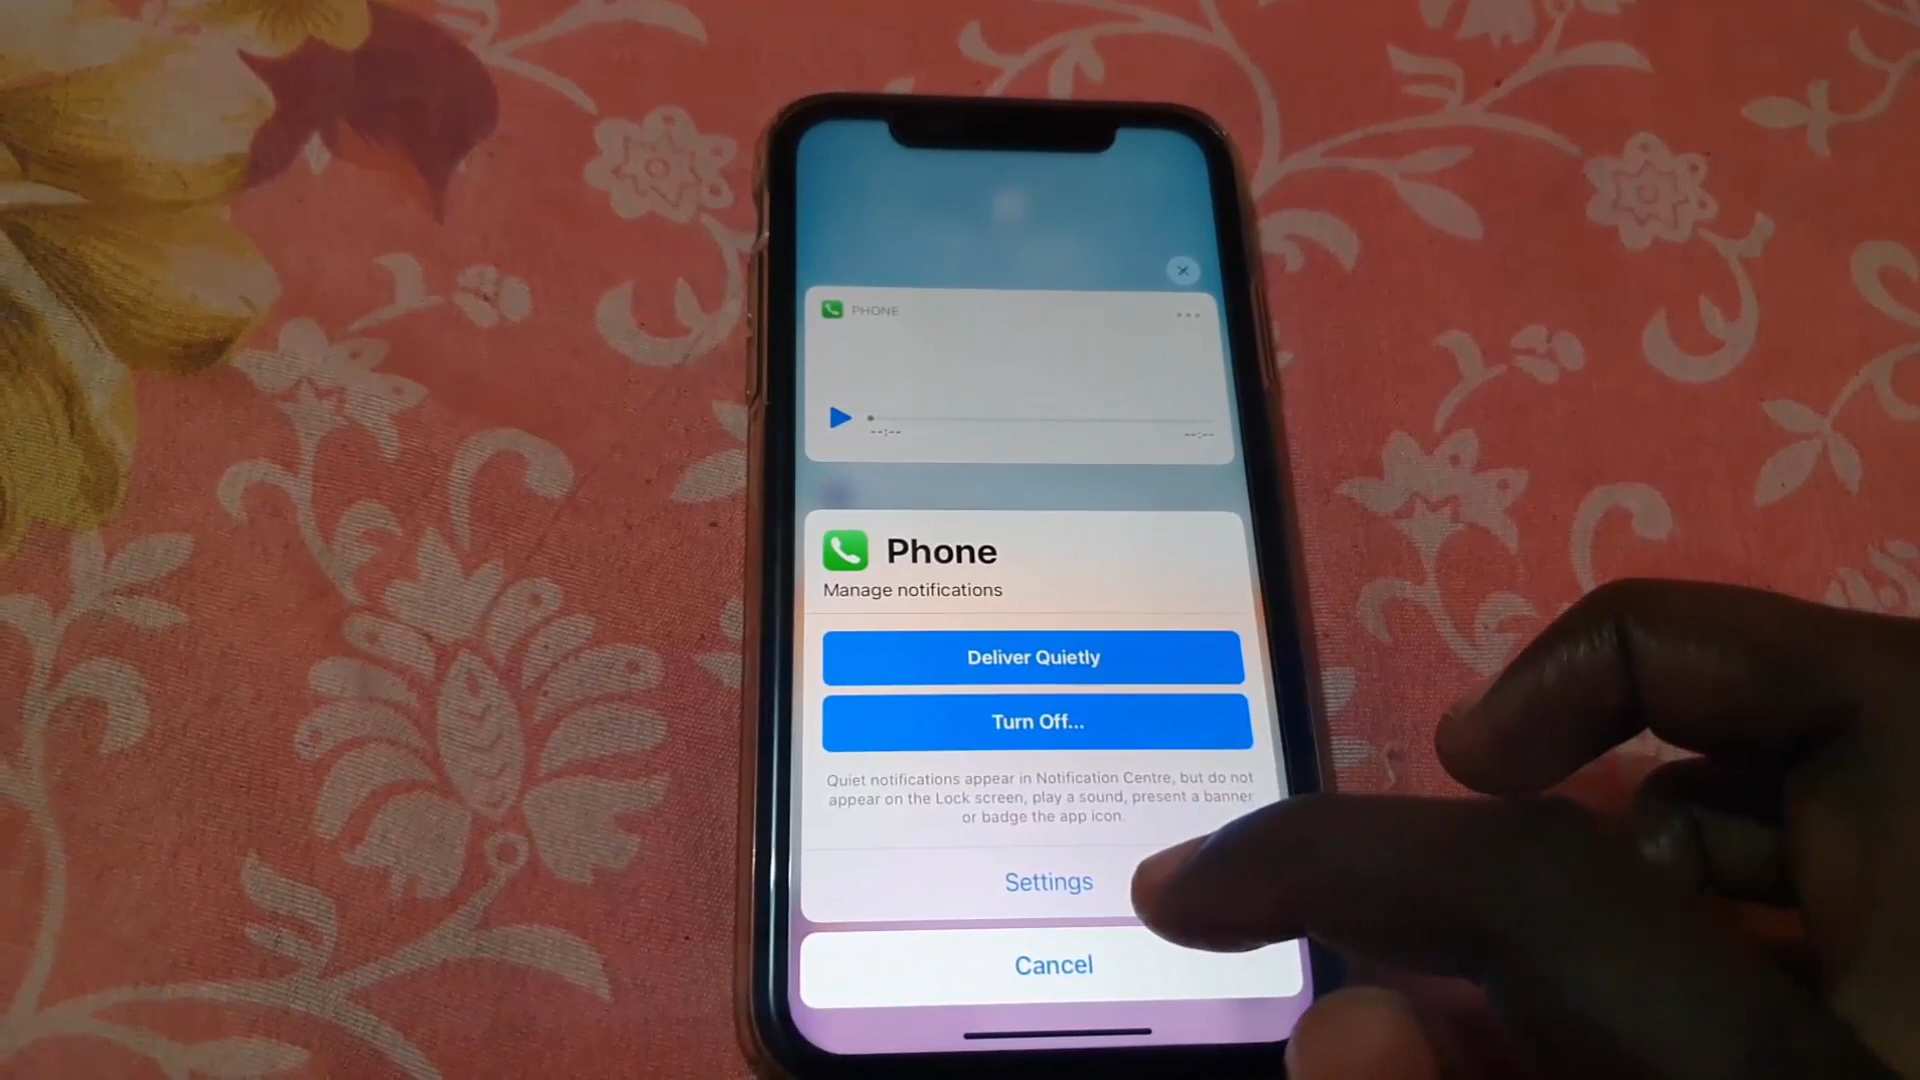 PHONE
--:-- --:--
Phone
Manage notifications
Deliver Quietly
Turn Off...
Quiet notifications appear in Notification Centre, but do not
appear on the Lock screen, play a sound, present a banner
or badge the app icon.
Settings
Cancel